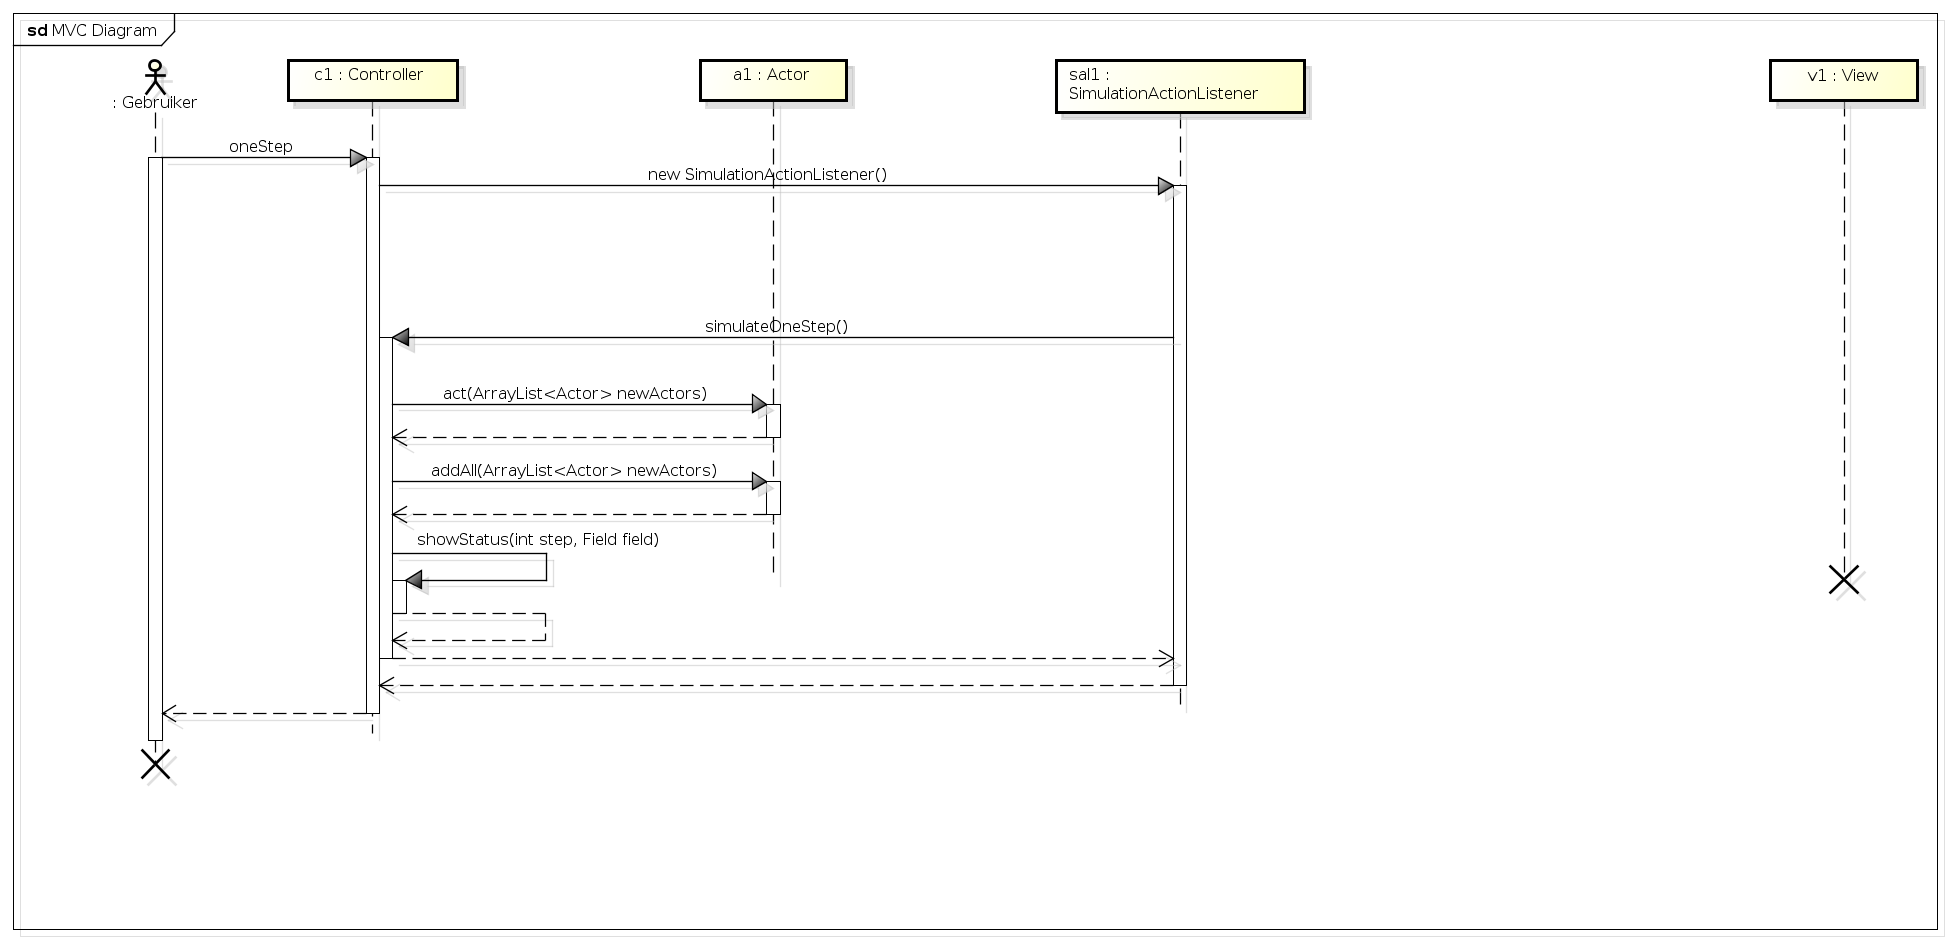 sd MVC Diagram
: Gebruiker
c1 : Controller
a1 : Actor
sal1 :
SimulationActionListener
v1 : View
oneStep
new SimulationActionListener()
simulateOneStep()
act(ArrayList<Actor> newActors)
addAll(ArrayList<Actor> newActors)
showStatus(int step, Field field)